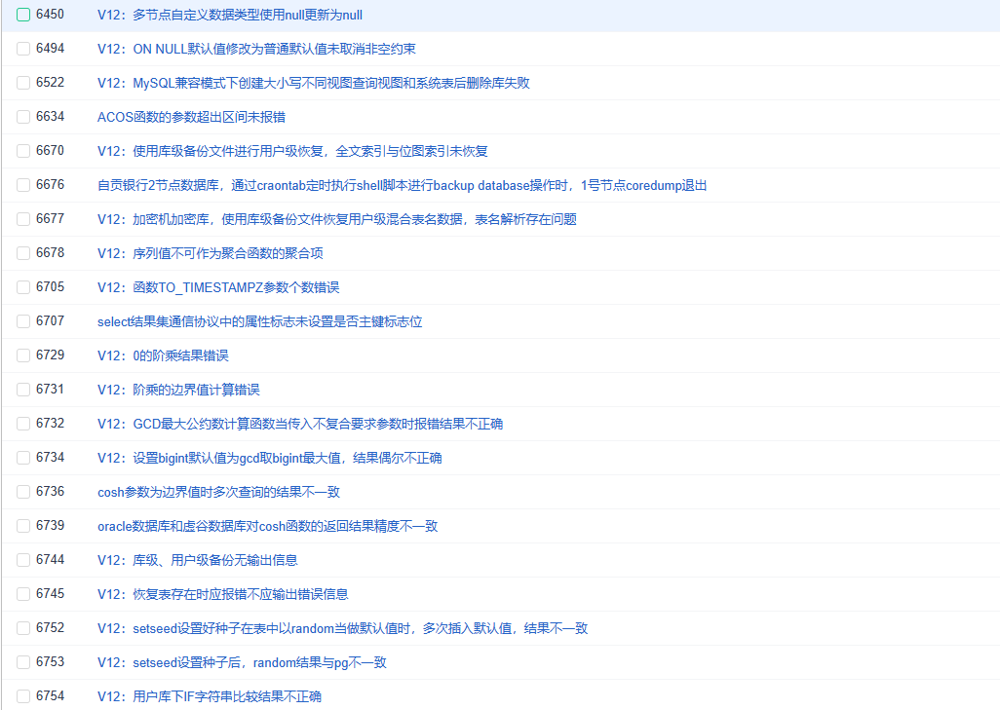 6450 V12：多节点自定义数据类型使用null更新为null
6494 V12：ON NULL默认值修改为普通默认值未取消非空约束
6522 V12：MySQL兼容模式下创建大小写不同视图查询视图和系统表后删除库失败
6634 ACOS函数的参数超出区间未报错
6670 V12：使用库级备份文件进行用户级恢复，全文索引与位图索引未恢复
6676 自贡银行2节点数据库，通过craontab定时执行shell脚本进行backup database操作时，1号节点coredump退出
6677 V12：加密机加密库，使用库级备份文件恢复用户级混合表名数据，表名解析存在问题
6678 V12：序列值不可作为聚合函数的聚合项
6705 V12：函数TO_TIMESTAMPZ参数个数错误
6707 select结果集通信协议中的属性标志未设置是否主键标志位
6729 V12：0的阶乘结果错误
6731 V12：阶乘的边界值计算错误
6732 V12：GCD最大公约数计算函数当传入不复合要求参数时报错结果不正确
6734 V12：设置bigint默认值为gcd取bigint最大值，结果偶尔不正确
6736 cosh参数为边界值时多次查询的结果不一致
6739 oracle数据库和虚谷数据库对cosh函数的返回结果精度不一致
6744 V12：库级、用户级备份无输出信息
6745 V12：恢复表存在时应报错不应输出错误信息
6752 V12：setseed设置好种子在表中以random当做默认值时，多次插入默认值，结果不一致
6753 V12：setseed设置种子后，random结果与pg不一致
6754 V12：用户库下IF字符串比较结果不正确